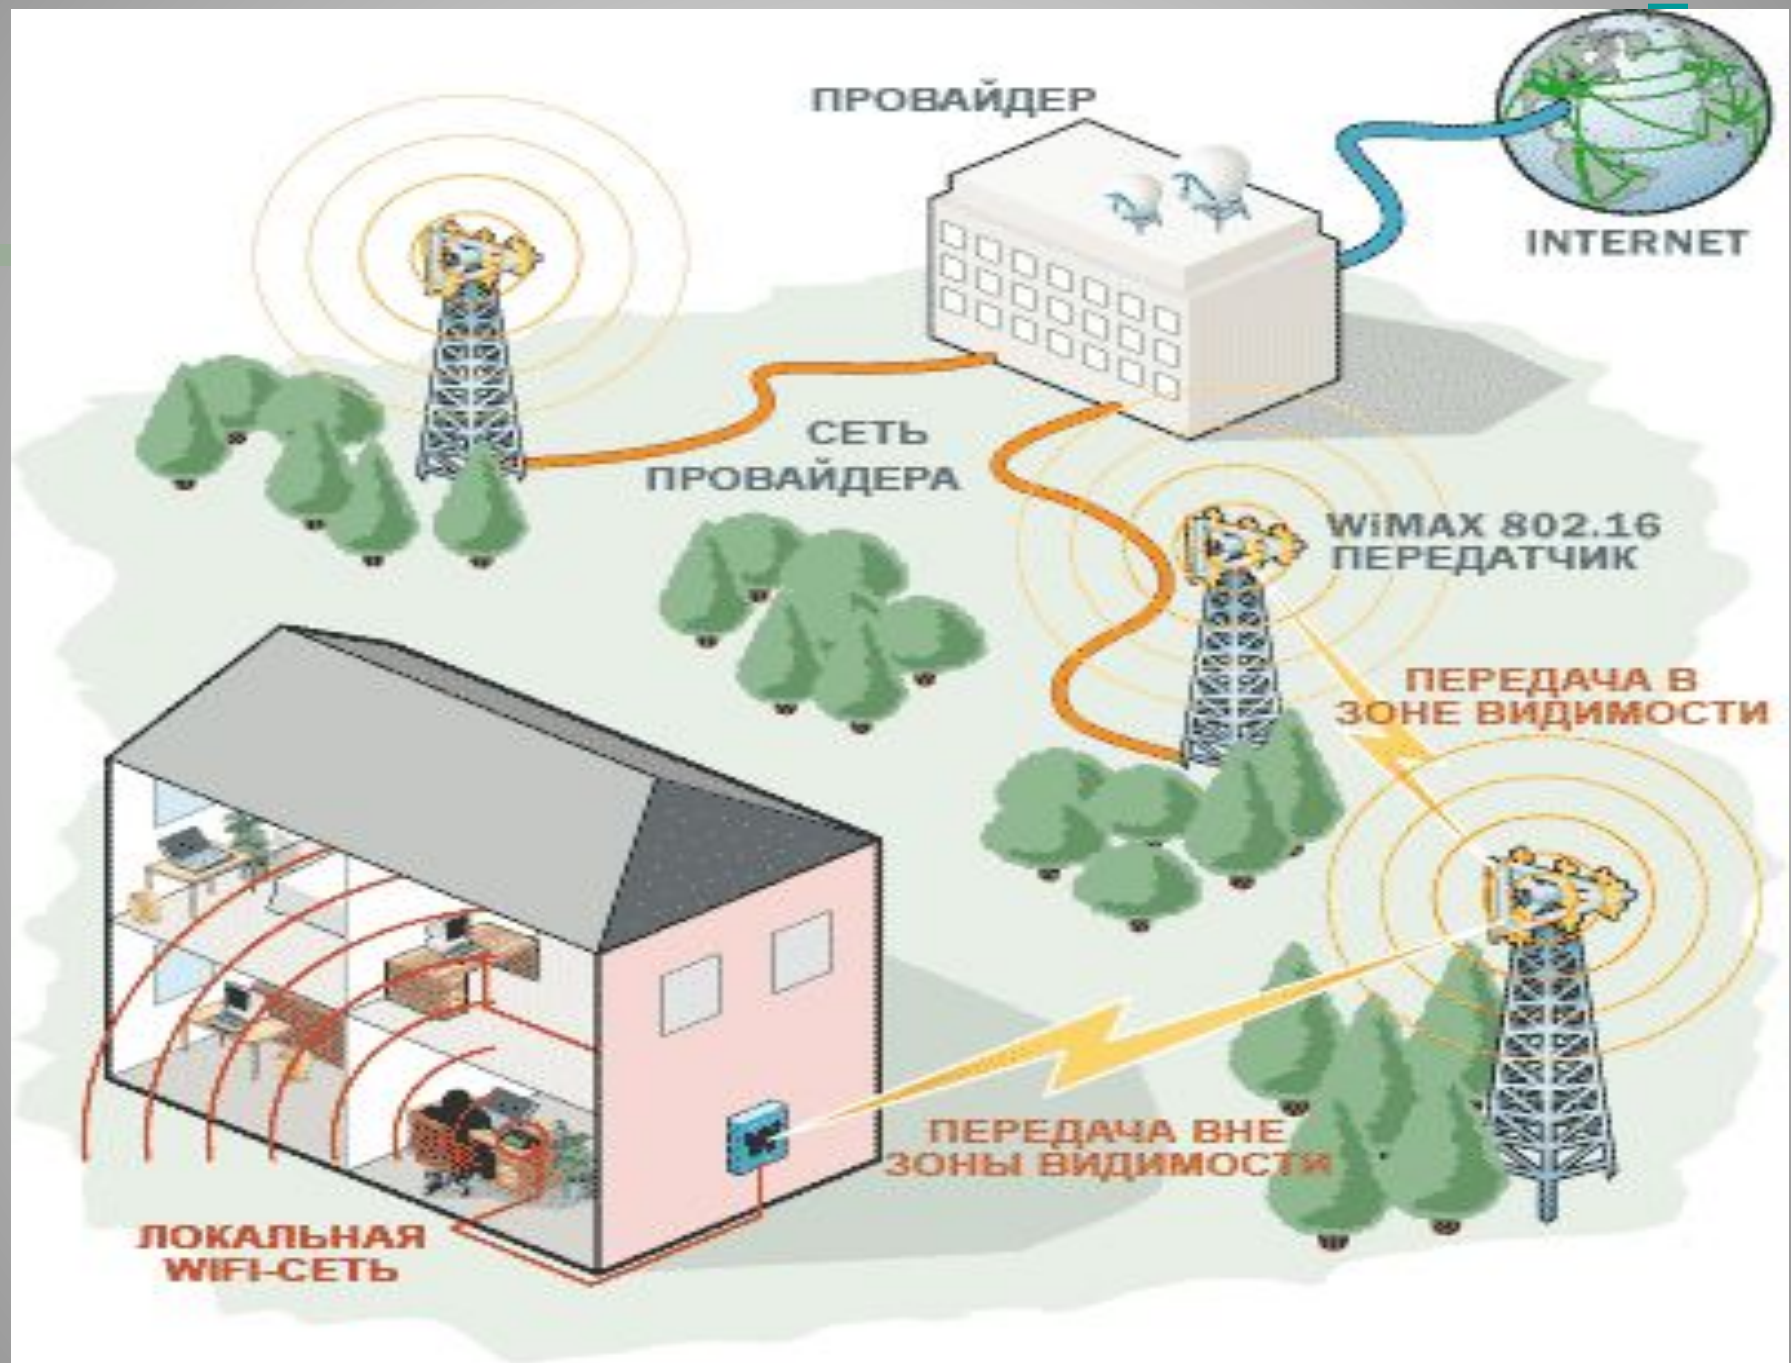 ПРОВАЙДЕР
INTERNET
СЕТЬ
ПРОВАЙДЕРА
WiMAX 802.16
ПЕРЕДАТЧИК
ПЕРЕДАЧА В
ЗОНЕ ВИДИМОСТИ
ПЕРЕДАЧА ВНЕ
ЗОНЫ ВИДИМОСТИ
ЛОКАЛЬНАЯ
WIFI-СЕТЬ